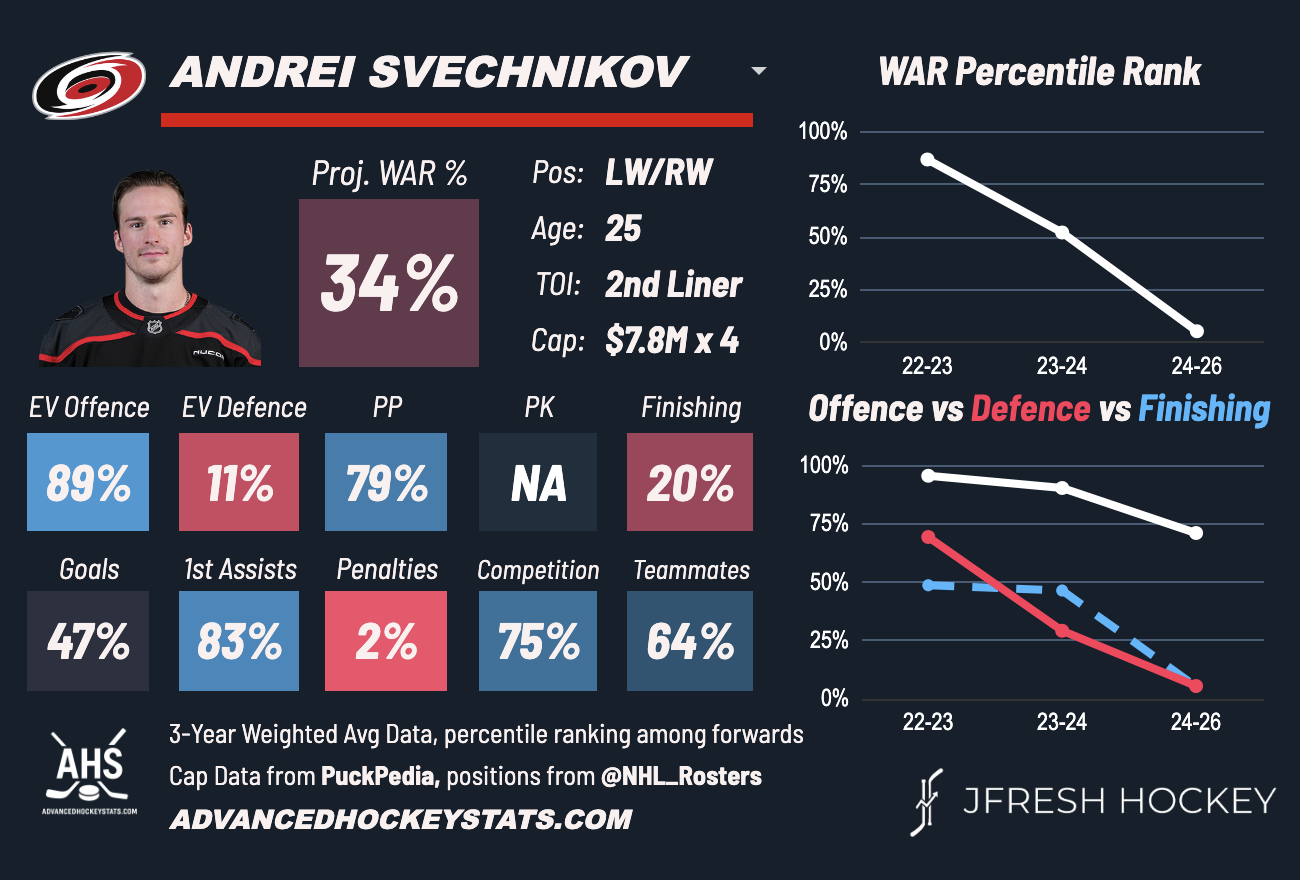 ANDREI SVECHNIKOV
WAR Percentile Rank
Proj. WAR %
34%
Pos: LW/RW
Age: 25
TOI: 2nd Liner
Cap: $7.8M x 4
100%
75%
50%
25%
0%
22-23 23-24 24-26
EV Offence EV Defence PP PK Finishing
89% 11% 79% NA 20%
Goals 1st Assists Penalties Competition Teammates
47% 83% 2% 75% 64%
Offence vs Defence vs Finishing
100%
75%
50%
25%
0%
22-23 23-24 24-26
AHS
ADVANCEDHOCKEYSTATS.COM
3-Year Weighted Avg Data, percentile ranking among forwards
Cap Data from PuckPedia, positions from @NHL_Rosters
ADVANCEDHOCKEYSTATS.COM
JFRESH HOCKEY